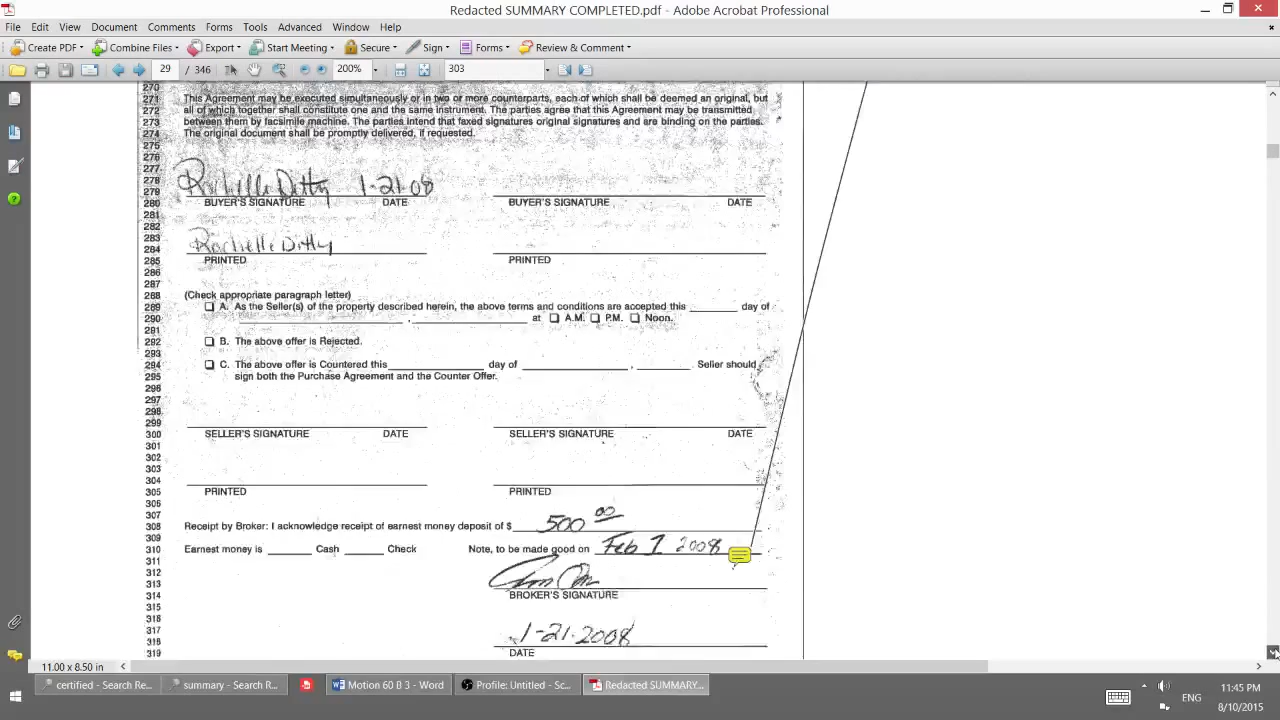 Redacted SUMMARY COMPLETED.pdf - Adobe Acrobat Professional
File Edit View Document Comments Forms Tools Advanced Window Help
Create PDF Combine Files Export Start Meeting Secure Sign Forms Review & Comment
29 / 346 200% 303
270
271 This Agreement may be executed simultaneously or in two or more counterparts, each of which shall be deemed an original, but
272 all of which together shall constitute one and the same instrument. The parties agree that this Agreement may be transmitted
273 between them by facsimile machine. The parties intend that faxed signatures original signatures and are binding on the parties.
274 The original document shall be promptly delivered, if requested.
275
276
277
278 Rochelle Ditty 1-21-08
279
280 BUYER'S SIGNATURE DATE BUYER'S SIGNATURE DATE
281
282
283 Rochelle Ditty
284
285 PRINTED PRINTED
286
287
288 (Check appropriate paragraph letter)
289 A. As the Seller(s) of the property described herein, the above terms and conditions are accepted this day of
290 , at A.M. P.M. Noon.
291
292 B. The above offer is Rejected.
293
294 C. The above offer is Countered this day of , . Seller should
295 sign both the Purchase Agreement and the Counter Offer.
296
297
298
299
300 SELLER'S SIGNATURE DATE SELLER'S SIGNATURE DATE
301
302
303
304
305 PRINTED PRINTED
306
307
308 Receipt by Broker: I acknowledge receipt of earnest money deposit of $ 500 00
309
310 Earnest money is Cash Check Note, to be made good on Feb 1 2008
311
312
313
314 BROKER'S SIGNATURE
315
316
317 1-21-2008
318
319 DATE
11.00 x 8.50 in
certified - Search Re... summary - Search R... Motion 60 B 3 - Word Profile: Untitled - Sc... Redacted SUMMARY... ENG 11:45 PM
8/10/2015